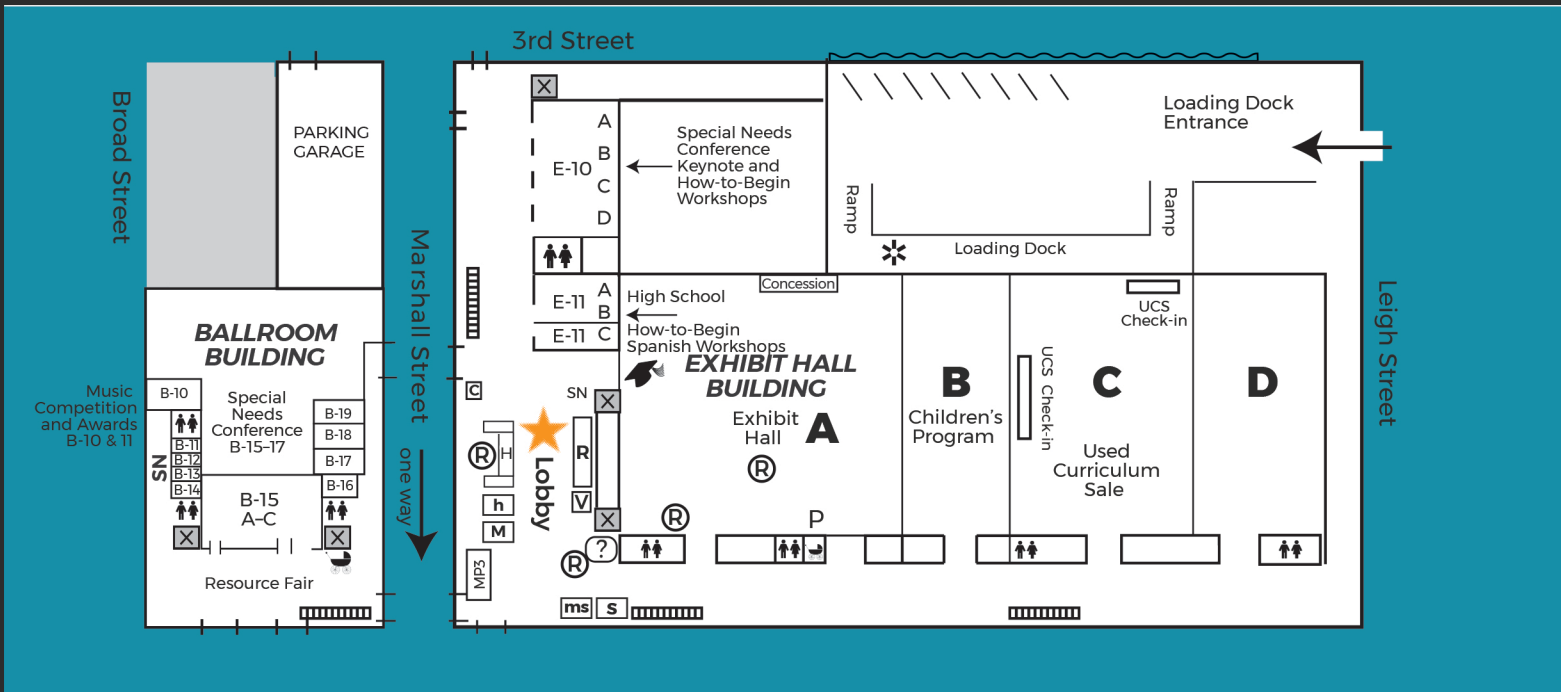 3rd Street
Broad Street
PARKING
GARAGE
BALLROOM
BUILDING
Music
Competition
and Awards
B-10 & 11
B-10
Special
Needs
Conference
B-15–17
B-19
B-18
B-17
B-16
B-11
B-12
B-13
B-14
SN
B-15
A–C
X
X
Resource Fair
Marshall Street
one way
X
E-10
A
B
C
D
Special Needs
Conference
Keynote and
How-to-Begin
Workshops
Loading Dock
Entrance
Ramp
Ramp
Loading Dock
E-11
A
B
E-11
C
High School
How-to-Begin
Spanish Workshops
Concession
UCS
Check-in
UCS Check-in
EXHIBIT HALL
BUILDING
Exhibit
Hall
A
®
B
Children's
Program
C
Used
Curriculum
Sale
D
Leigh Street
C
SN
X
®
H
Lobby
R
V
h
M
X
?
®
®
P
MP3
ms
S